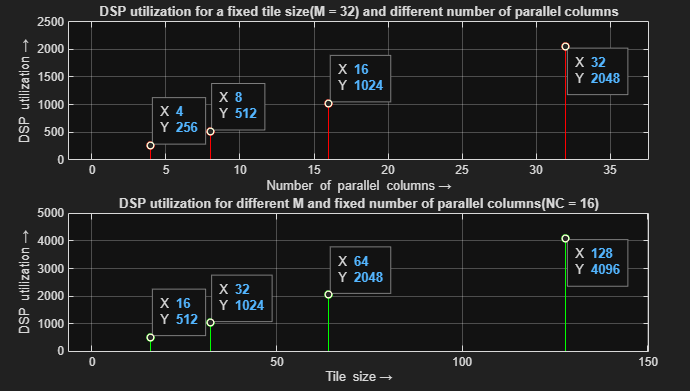 DSP utilization for a fixed tile size(M = 32) and different number of parallel columns
DSP utilization →
2500
2000
1500
1000
500
0
X 4
Y 256
X 8
Y 512
X 16
Y 1024
X 32
Y 2048
0 5 10 15 20 25 30 35
Number of parallel columns →
DSP utilization for different M and fixed number of parallel columns(NC = 16)
DSP utilization →
5000
4000
3000
2000
1000
0
X 16
Y 512
X 32
Y 1024
X 64
Y 2048
X 128
Y 4096
0 50 100 150
Tile size →